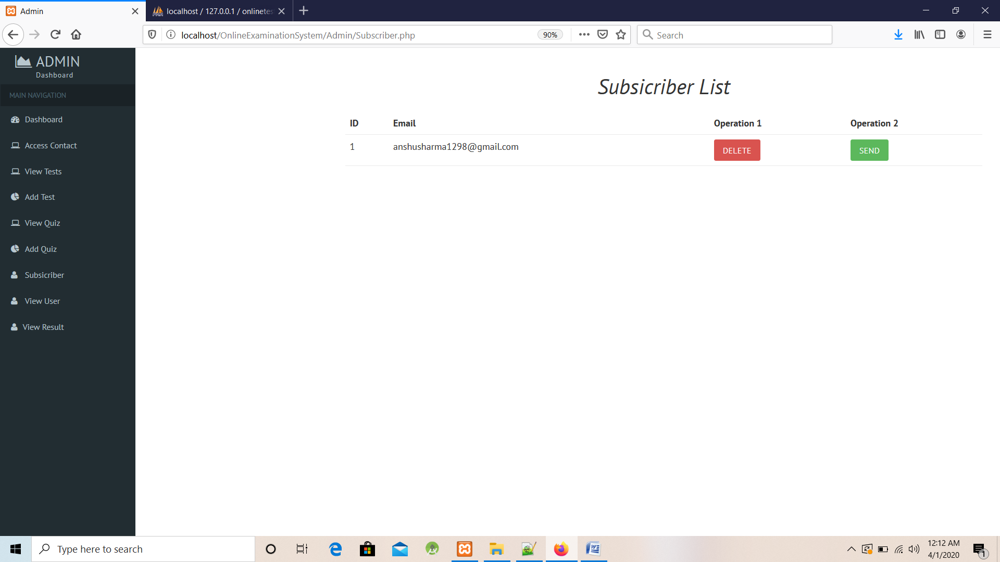 Admin
localhost / 127.0.0.1 / onlinetes
localhost/OnlineExaminationSystem/Admin/Subscriber.php
90%
Search
ADMIN
Dashboard
MAIN NAVIGATION
Dashboard
Access Contact
View Tests
Add Test
View Quiz
Add Quiz
Subsicriber
View User
View Result
Subsicriber List
ID Email Operation 1 Operation 2
1 anshusharma1298@gmail.com DELETE SEND
Type here to search
12:12 AM
4/1/2020
1